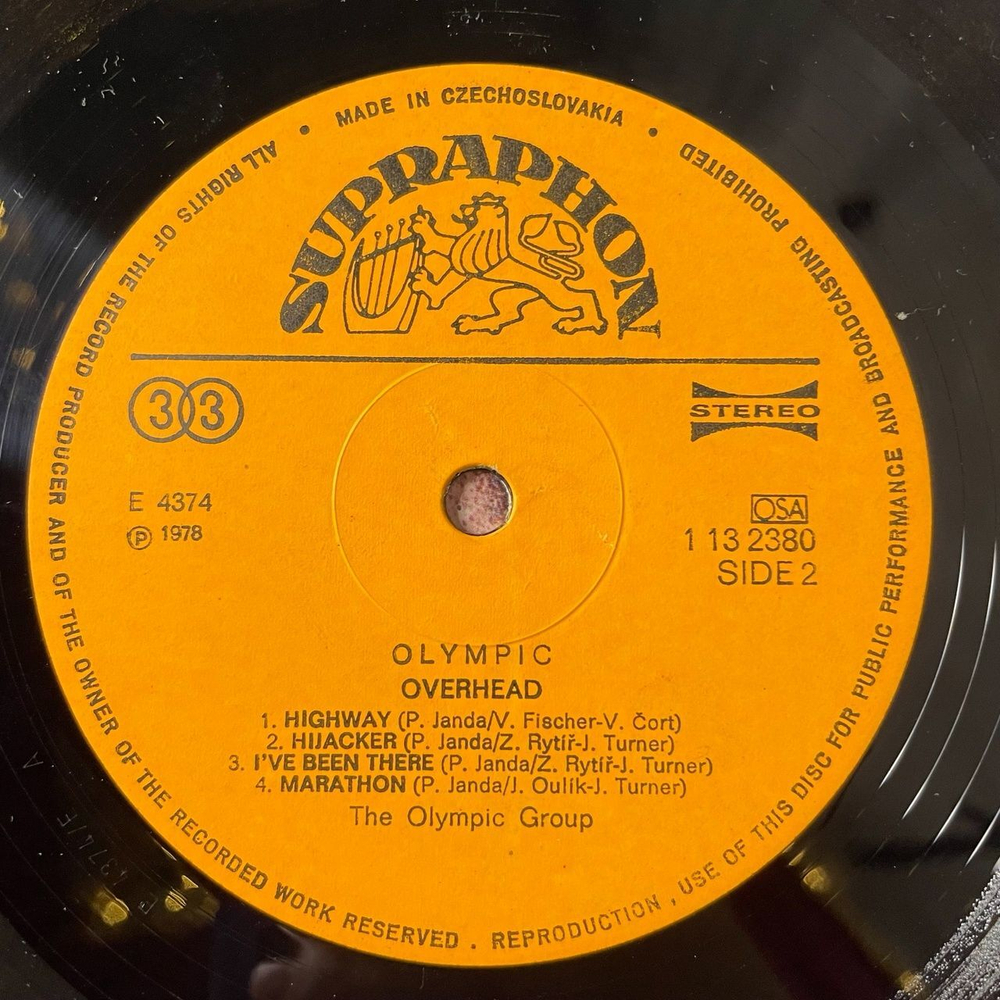 MADE IN CZECHOSLOVAKIA
SUPRAPHON
33
STEREO
E 4374
Ⓟ 1978
OSA
1 13 2380
SIDE 2
OLYMPIC
OVERHEAD
1. HIGHWAY (P. Janda/V. Fischer-V. Čort)
2. HIJACKER (P. Janda/Z. Rytíř-J. Turner)
3. I'VE BEEN THERE (P. Janda/Z. Rytíř-J. Turner)
4. MARATHON (P. Janda/J. Oulík-J. Turner)
The Olympic Group
ALL RIGHTS OF THE RECORD PRODUCER AND OF THE OWNER OF THE RECORDED WORK RESERVED . REPRODUCTION , USE OF THIS DISC FOR PUBLIC PERFORMANCE AND BROADCASTING PROHIBITED